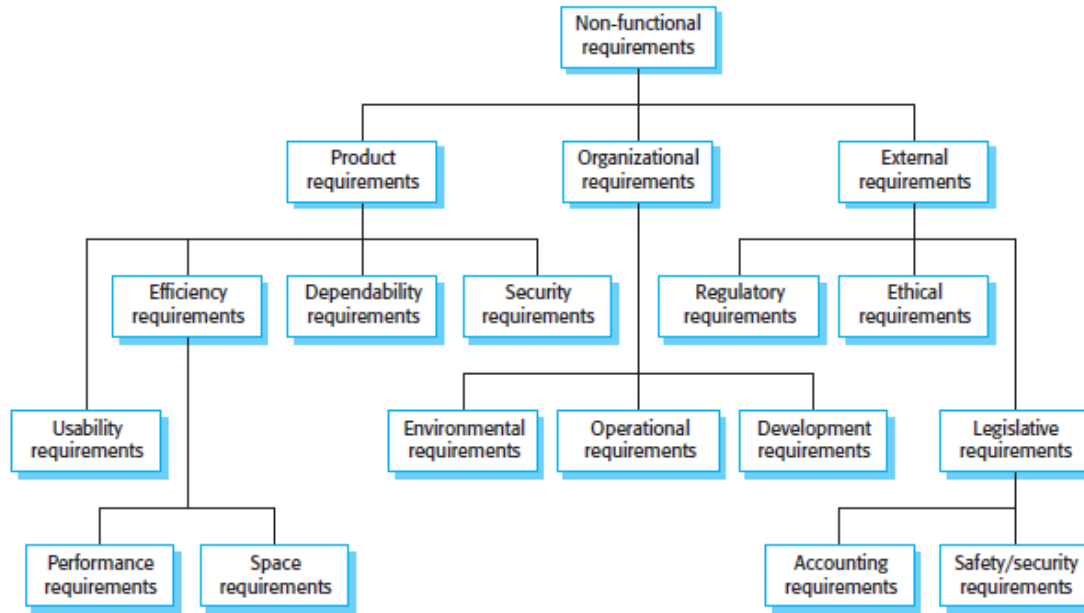 Non-functional
requirements
Product
requirements
Organizational
requirements
External
requirements
Efficiency
requirements
Dependability
requirements
Security
requirements
Regulatory
requirements
Ethical
requirements
Usability
requirements
Environmental
requirements
Operational
requirements
Development
requirements
Legislative
requirements
Performance
requirements
Space
requirements
Accounting
requirements
Safety/security
requirements